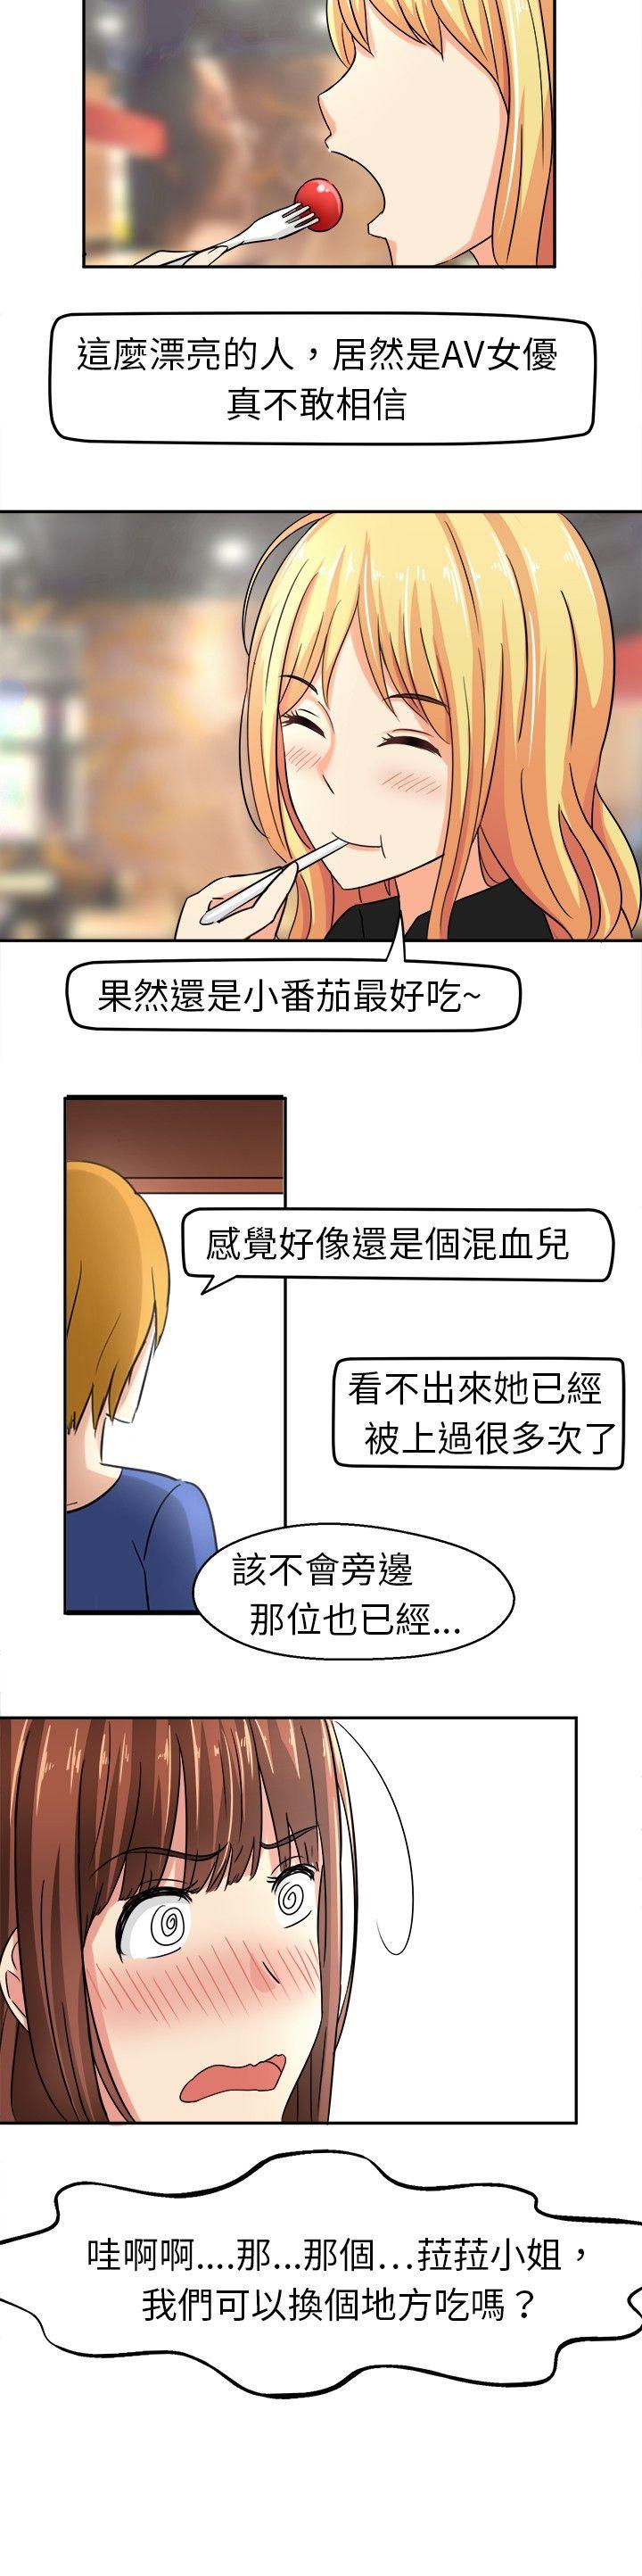 這麼漂亮的人，居然是AV女優
真不敢相信
果然還是小番茄最好吃~
感覺好像還是個混血兒
看不出來她已經
被上過很多次了
該不會旁邊
那位也已經...
哇啊啊....那...那個...菈菈小姐，
我們可以換個地方吃嗎？